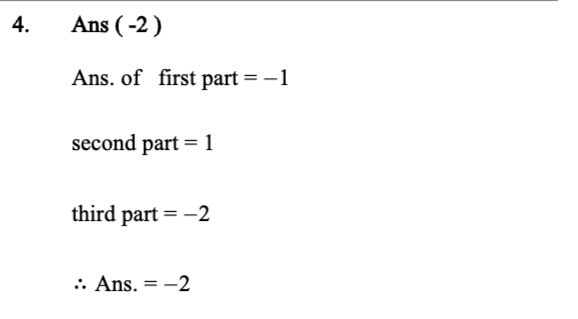 4. Ans ( -2 )
Ans. of first part = −1
second part = 1
third part = −2
∴ Ans. = −2